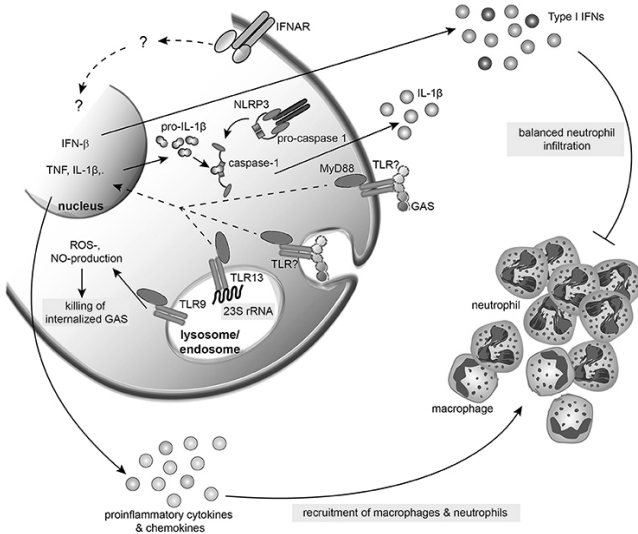 IFNAR
Type I IFNs
?
?
NLRP3
IL-1β
IFN-β
pro-IL-1β
pro-caspase 1
balanced neutrophil
infiltration
TNF, IL-1β,.
caspase-1
MyD88
TLR?
nucleus
GAS
ROS-,
NO-production
TLR?
TLR13
neutrophil
killing of
internalized GAS
TLR9
23S rRNA
lysosome/
endosome
macrophage
proinflammatory cytokines
& chemokines
recruitment of macrophages & neutrophils